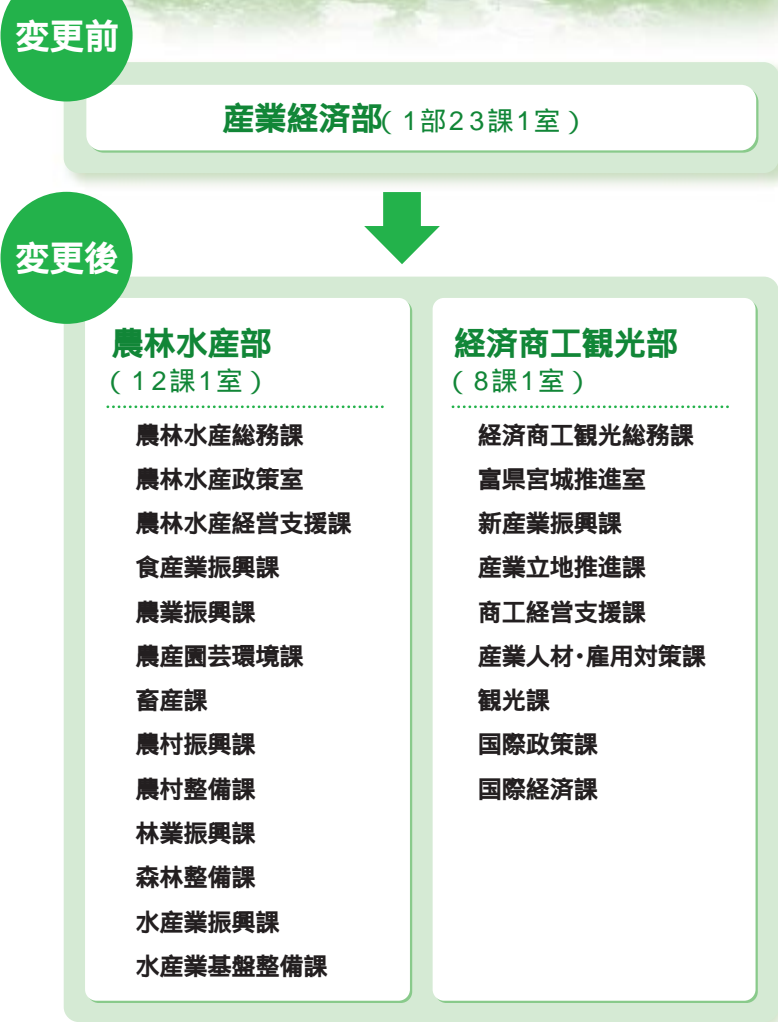 変更前
産業経済部(1部23課1室)
変更後
農林水産部
(12課1室)
農林水産総務課
農林水産政策室
農林水産経営支援課
食産業振興課
農業振興課
農産園芸環境課
畜産課
農村振興課
農村整備課
林業振興課
森林整備課
水産業振興課
水産業基盤整備課
経済商工観光部
(8課1室)
経済商工観光総務課
富県宮城推進室
新産業振興課
産業立地推進課
商工経営支援課
産業人材・雇用対策課
観光課
国際政策課
国際経済課